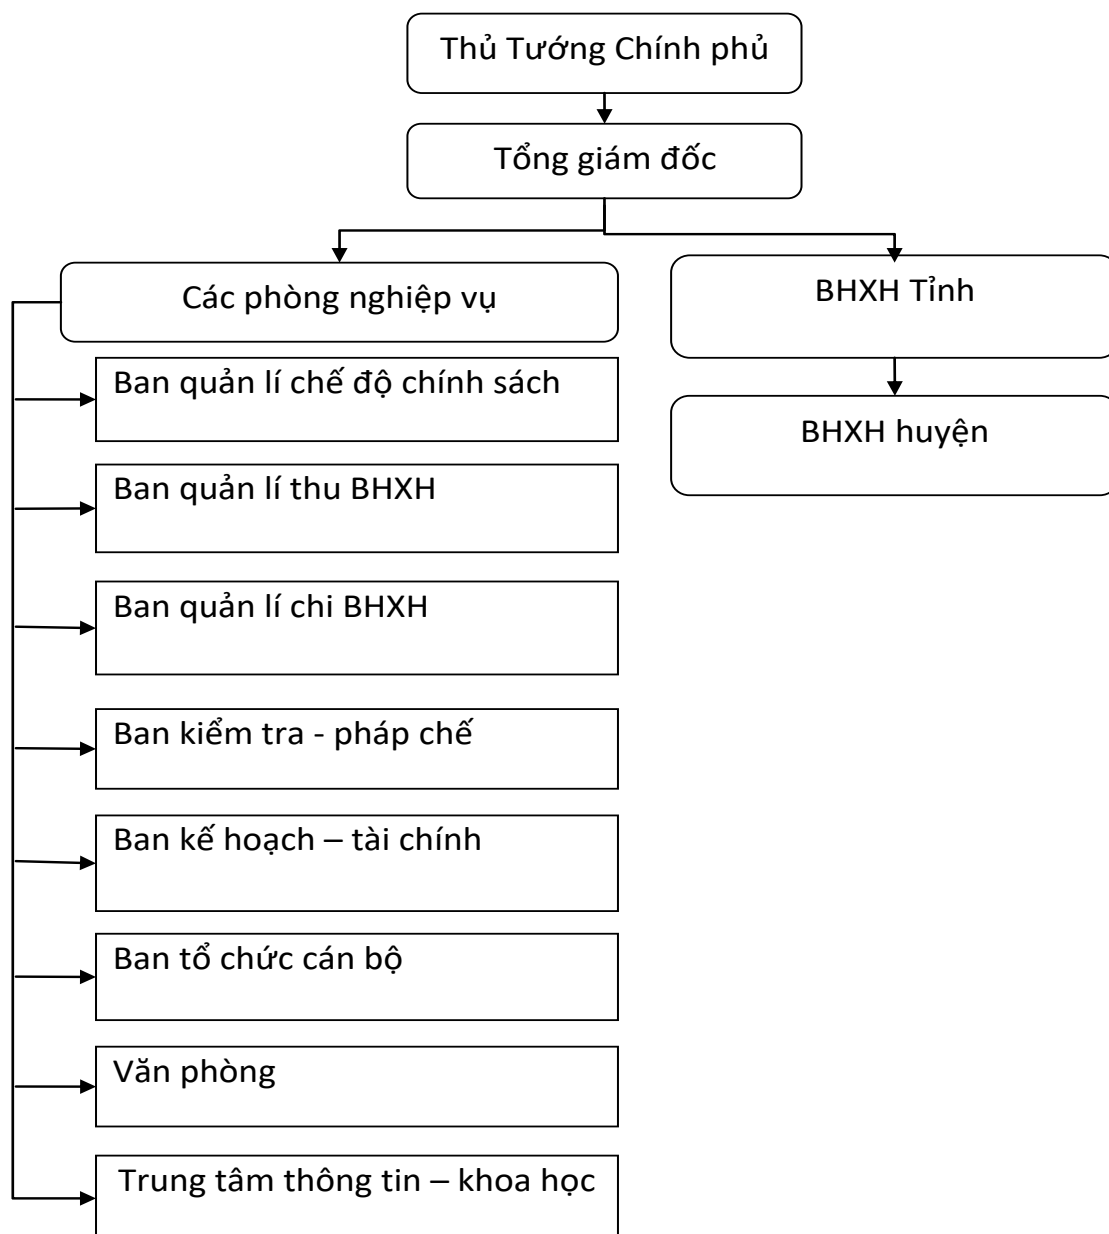 Thủ Tướng Chính phủ
Tổng giám đốc
Các phòng nghiệp vụ
BHXH Tỉnh
Ban quản lí chế độ chính sách
BHXH huyện
Ban quản lí thu BHXH
Ban quản lí chi BHXH
Ban kiểm tra - pháp chế
Ban kế hoạch – tài chính
Ban tổ chức cán bộ
Văn phòng
Trung tâm thông tin – khoa học